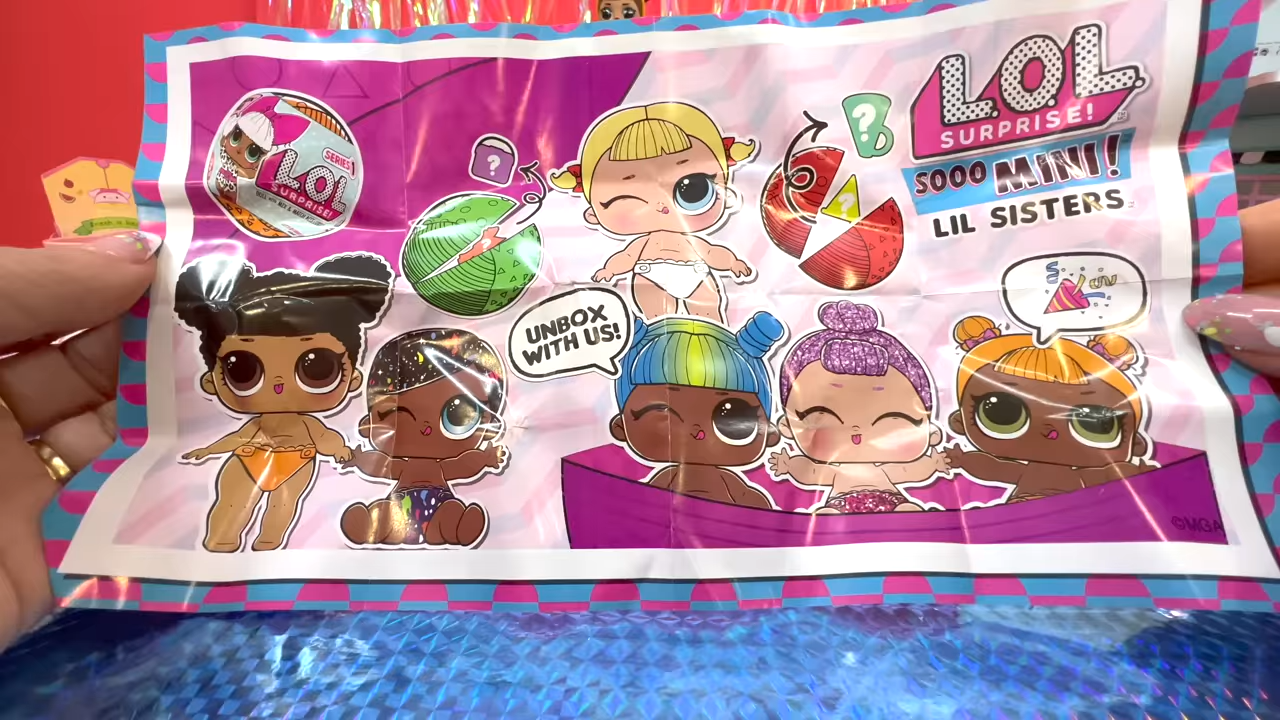 L.O.L.
SURPRISE!
SOOO MINI!
LIL SISTERS
SERIES 1
L.O.L.
SURPRISE!
?
?
?
UNBOX
WITH US!
©MGA